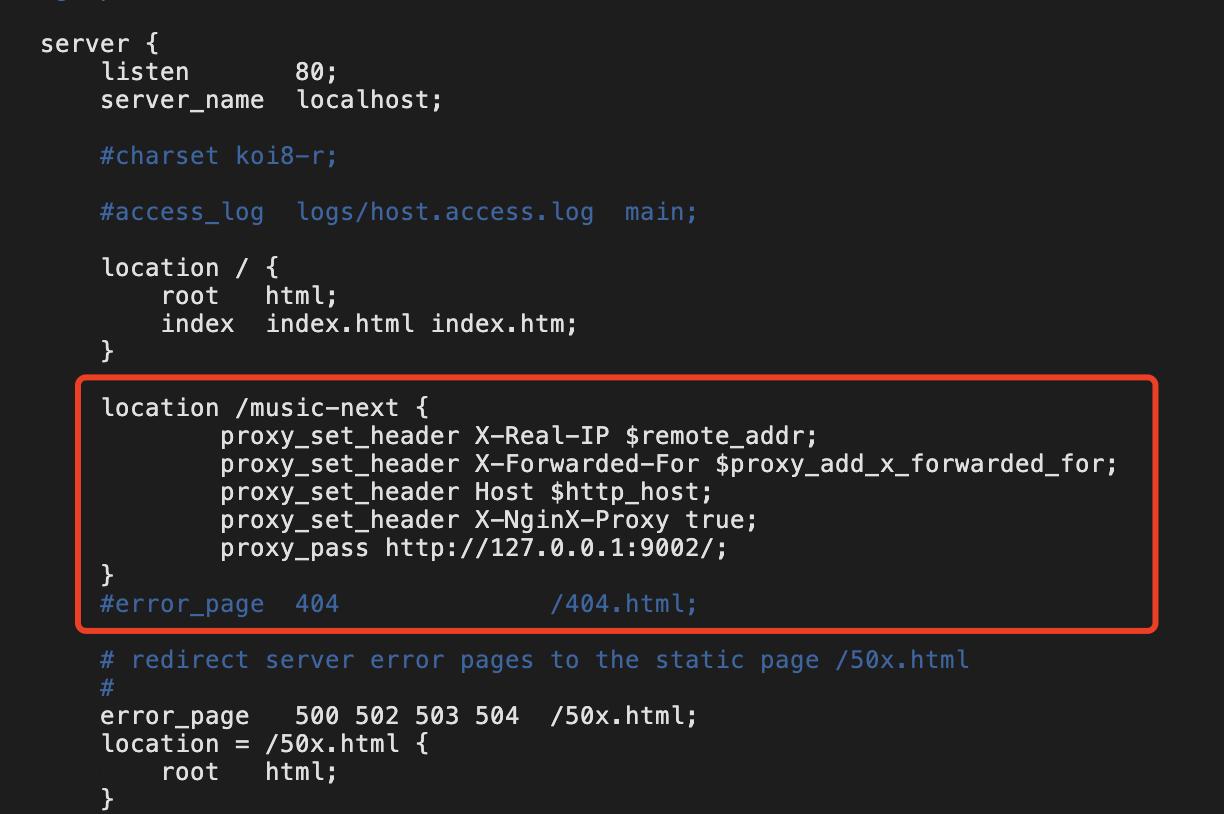 server {
    listen       80;
    server_name  localhost;
    #charset koi8-r;
    #access_log  logs/host.access.log  main;
    location / {
        root   html;
        index  index.html index.htm;
    }
    location /music-next {
            proxy_set_header X-Real-IP $remote_addr;
            proxy_set_header X-Forwarded-For $proxy_add_x_forwarded_for;
            proxy_set_header Host $http_host;
            proxy_set_header X-NginX-Proxy true;
            proxy_pass http://127.0.0.1:9002/;
    }
    #error_page  404              /404.html;
    # redirect server error pages to the static page /50x.html
    #
    error_page   500 502 503 504  /50x.html;
    location = /50x.html {
        root   html;
    }